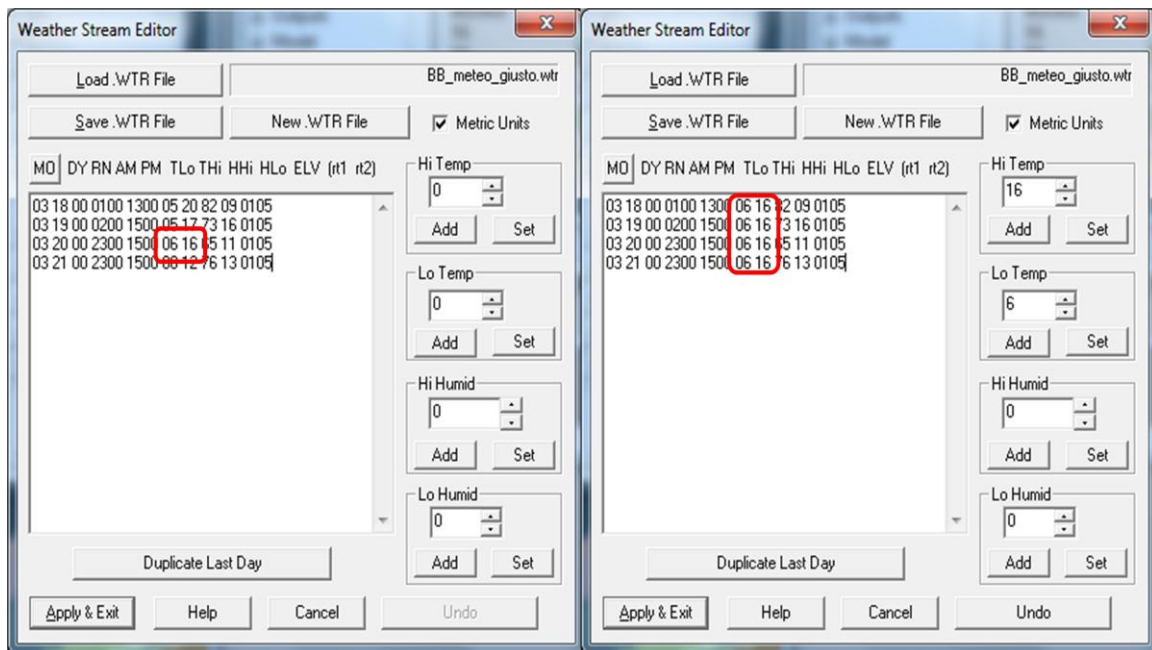 Weather Stream Editor
Load .WTR File
BB_meteo_giusto.wtr
Save .WTR File
New .WTR File
Metric Units
MO DY RN AM PM TLo THi HHi HLo ELV (rt1 rt2)
03 18 00 0100 1300 05 20 82 09 0105
03 19 00 0200 1500 05 17 73 16 0105
03 20 00 2300 1500 06 16 65 11 0105
03 21 00 2300 1500 12 76 13 0105
Hi Temp
0
Add Set
Lo Temp
0
Add Set
Hi Humid
0
Add Set
Lo Humid
0
Add Set
Duplicate Last Day
Apply & Exit Help Cancel Undo
Weather Stream Editor
Load .WTR File
BB_meteo_giusto.wtr
Save .WTR File
New .WTR File
Metric Units
MO DY RN AM PM TLo THi HHi HLo ELV (rt1 rt2)
03 18 00 0100 1300 06 16 82 09 0105
03 19 00 0200 1500 06 16 73 16 0105
03 20 00 2300 1500 06 16 65 11 0105
03 21 00 2300 1500 06 16 76 13 0105
Hi Temp
16
Add Set
Lo Temp
6
Add Set
Hi Humid
0
Add Set
Lo Humid
0
Add Set
Duplicate Last Day
Apply & Exit Help Cancel Undo